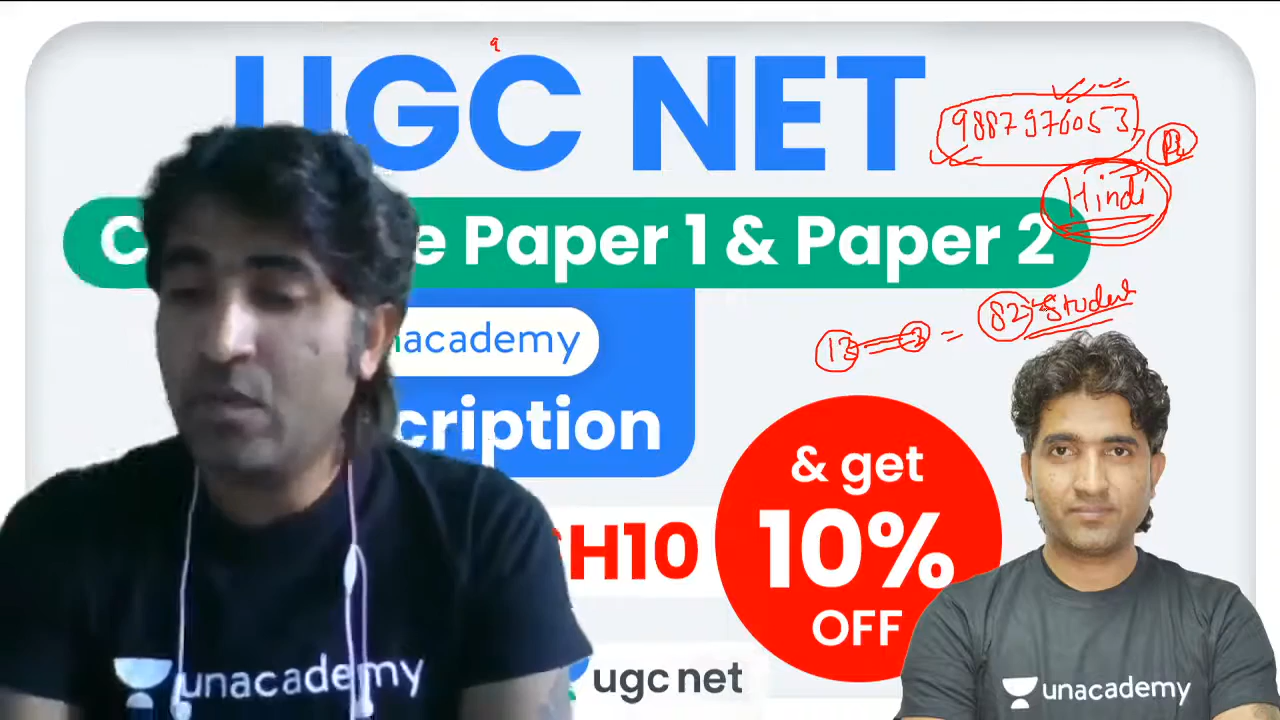 UGC NET
9887976053
Hindi
Paper 1 & Paper 2
82 Student
12 =
nacademy
cription
& get
10%
OFF
H10
ugc net
unacademy
unacademy